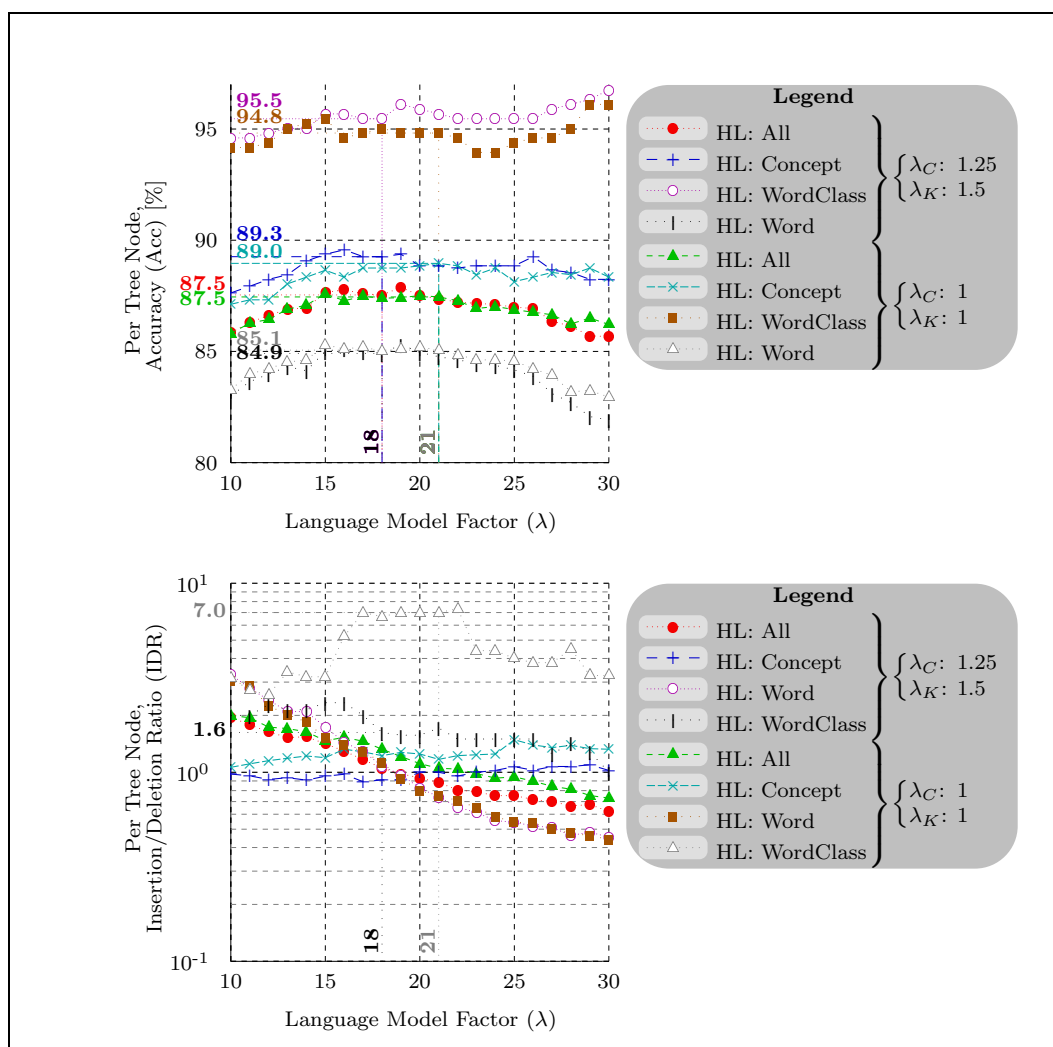 95.5
94.8
95
90
89.3
89.0
87.5
87.5
85.1
85
84.9
80
18
21
10 15 20 25 30
Per Tree Node,
Accuracy (Acc) [%]
Language Model Factor (λ)
Legend
HL: All
HL: Concept
HL: WordClass
HL: Word
λC: 1.25
λK: 1.5
HL: All
HL: Concept
HL: WordClass
HL: Word
λC: 1
λK: 1
10^1
7.0
1.6
10^0
10^-1
18
21
10 15 20 25 30
Per Tree Node,
Insertion/Deletion Ratio (IDR)
Language Model Factor (λ)
Legend
HL: All
HL: Concept
HL: Word
HL: WordClass
λC: 1.25
λK: 1.5
HL: All
HL: Concept
HL: Word
HL: WordClass
λC: 1
λK: 1